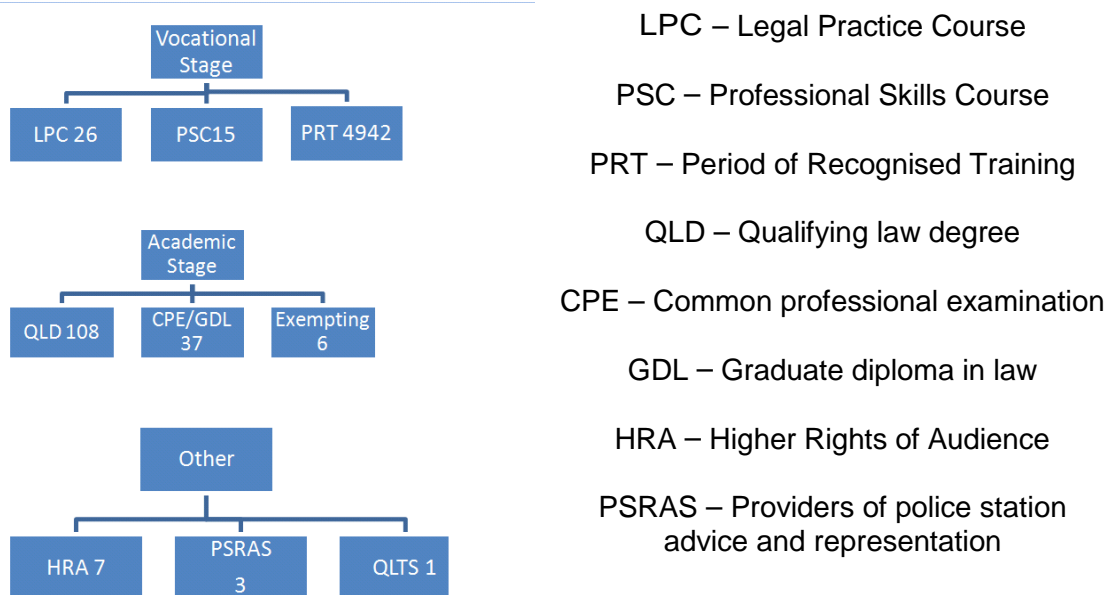 Vocational
Stage
LPC 26
PSC15
PRT 4942
Academic
Stage
QLD 108
CPE/GDL
37
Exempting
6
Other
HRA 7
PSRAS
3
QLTS 1
LPC – Legal Practice Course
PSC – Professional Skills Course
PRT – Period of Recognised Training
QLD – Qualifying law degree
CPE – Common professional examination
GDL – Graduate diploma in law
HRA – Higher Rights of Audience
PSRAS – Providers of police station
advice and representation